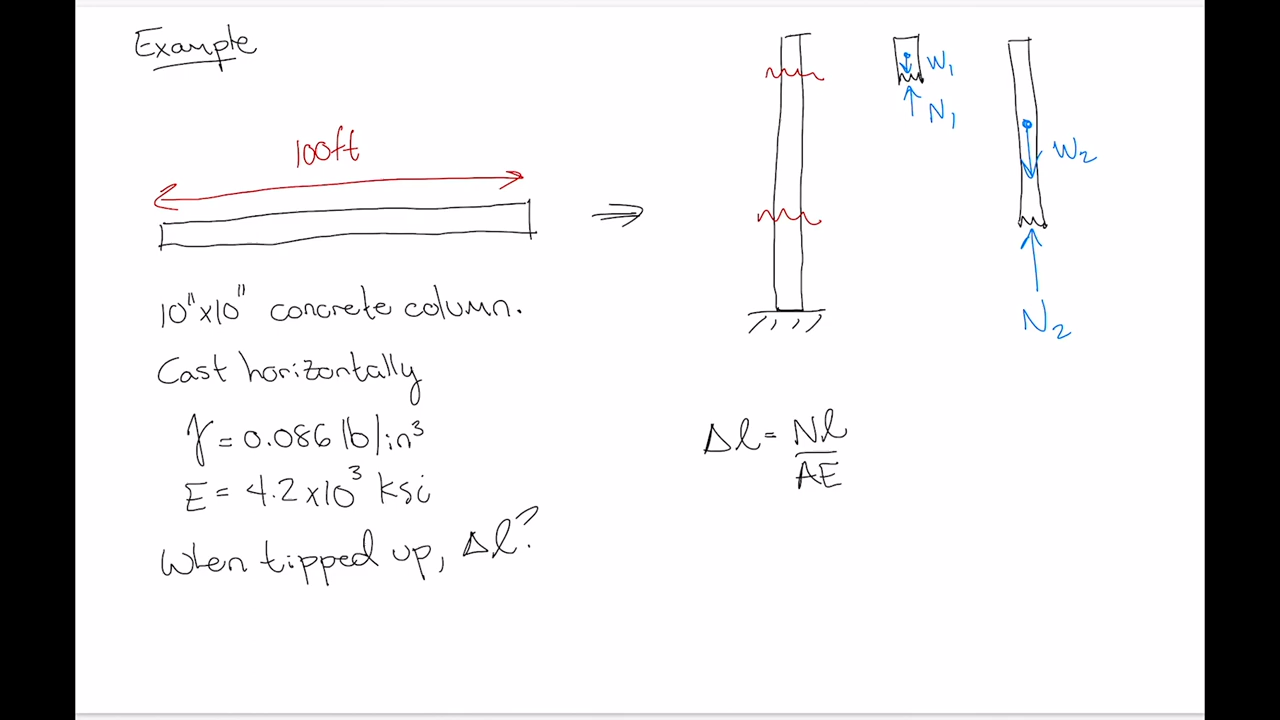 Example
100ft
10"x10" concrete column.
Cast horizontally
γ = 0.086 lb/in³
E = 4.2x10³ ksi
When tipped up, Δl?
W₁
N₁
W₂
N₂
Δl = Nl
AE